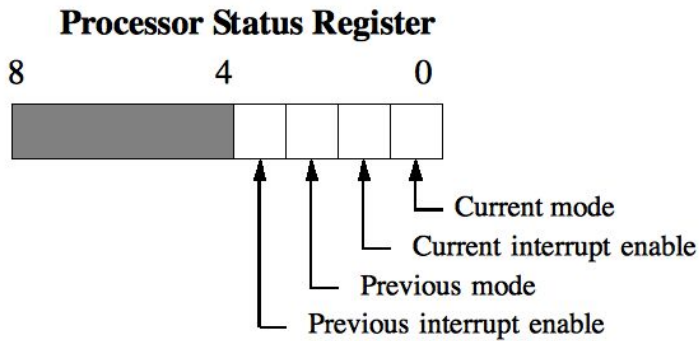 Processor Status Register
8 4 0
Current mode
Current interrupt enable
Previous mode
Previous interrupt enable